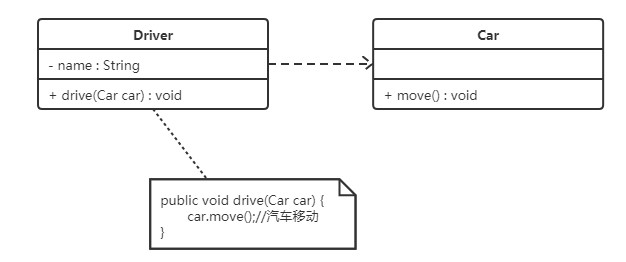 Driver
- name : String
+ drive(Car car) : void
Car
+ move() : void
public void drive(Car car) {
car.move();//汽车移动
}